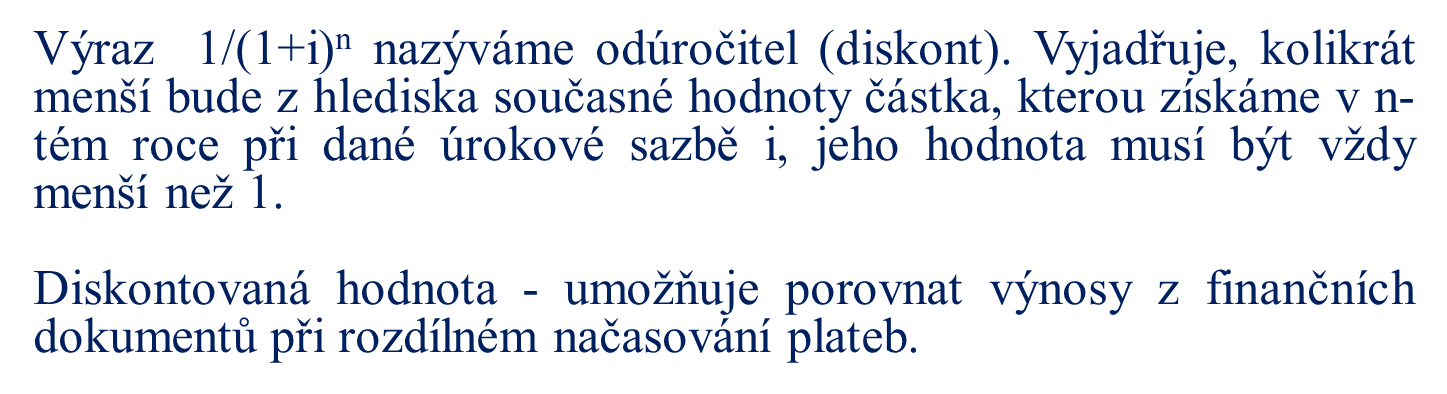 Výraz 1/(1+i)ⁿ nazýváme odúročitel (diskont). Vyjadřuje, kolikrát
menší bude z hlediska současné hodnoty částka, kterou získáme v n-
tém roce při dané úrokové sazbě i, jeho hodnota musí být vždy
menší než 1.
Diskontovaná hodnota - umožňuje porovnat výnosy z finančních
dokumentů při rozdílném načasování plateb.